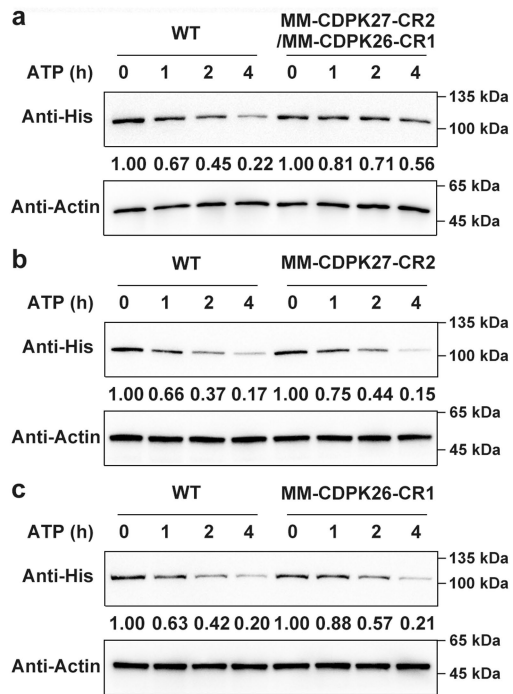 a
WT MM-CDPK27-CR2
/MM-CDPK26-CR1
ATP (h) 0 1 2 4 0 1 2 4
135 kDa
Anti-His
100 kDa
1.00 0.67 0.45 0.22 1.00 0.81 0.71 0.56
65 kDa
Anti-Actin
45 kDa
b
WT MM-CDPK27-CR2
ATP (h) 0 1 2 4 0 1 2 4
135 kDa
Anti-His
100 kDa
1.00 0.66 0.37 0.17 1.00 0.75 0.44 0.15
65 kDa
Anti-Actin
45 kDa
c
WT MM-CDPK26-CR1
ATP (h) 0 1 2 4 0 1 2 4
135 kDa
Anti-His
100 kDa
1.00 0.63 0.42 0.20 1.00 0.88 0.57 0.21
65 kDa
Anti-Actin
45 kDa